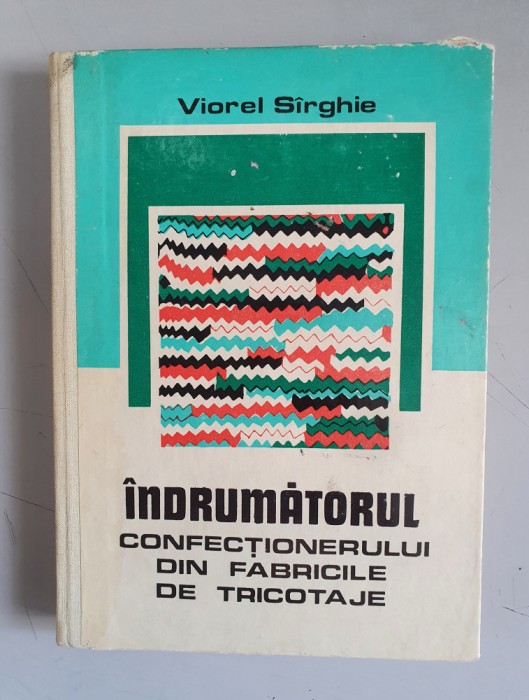 Viorel Sîrghie
ÎNDRUMĂTORUL
CONFECȚIONERULUI
DIN FABRICILE
DE TRICOTAJE